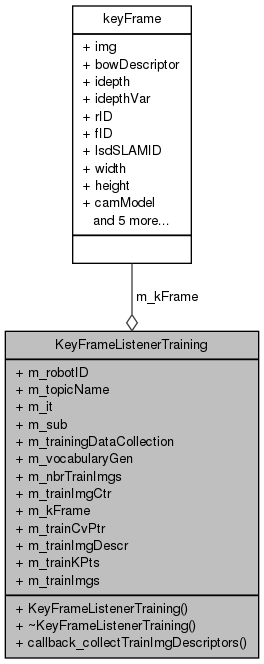 keyFrame
+ img
+ bowDescriptor
+ idepth
+ idepthVar
+ rID
+ fID
+ lsdSLAMID
+ width
+ height
+ camModel
and 5 more...
m_kFrame
KeyFrameListenerTraining
+ m_robotID
+ m_topicName
+ m_it
+ m_sub
+ m_trainingDataCollection
+ m_vocabularyGen
+ m_nbrTrainImgs
+ m_trainImgCtr
+ m_kFrame
+ m_trainCvPtr
+ m_trainImgDescr
+ m_trainKPts
+ m_trainImgs
+ KeyFrameListenerTraining()
+ ~KeyFrameListenerTraining()
+ callback_collectTrainImgDescriptors()